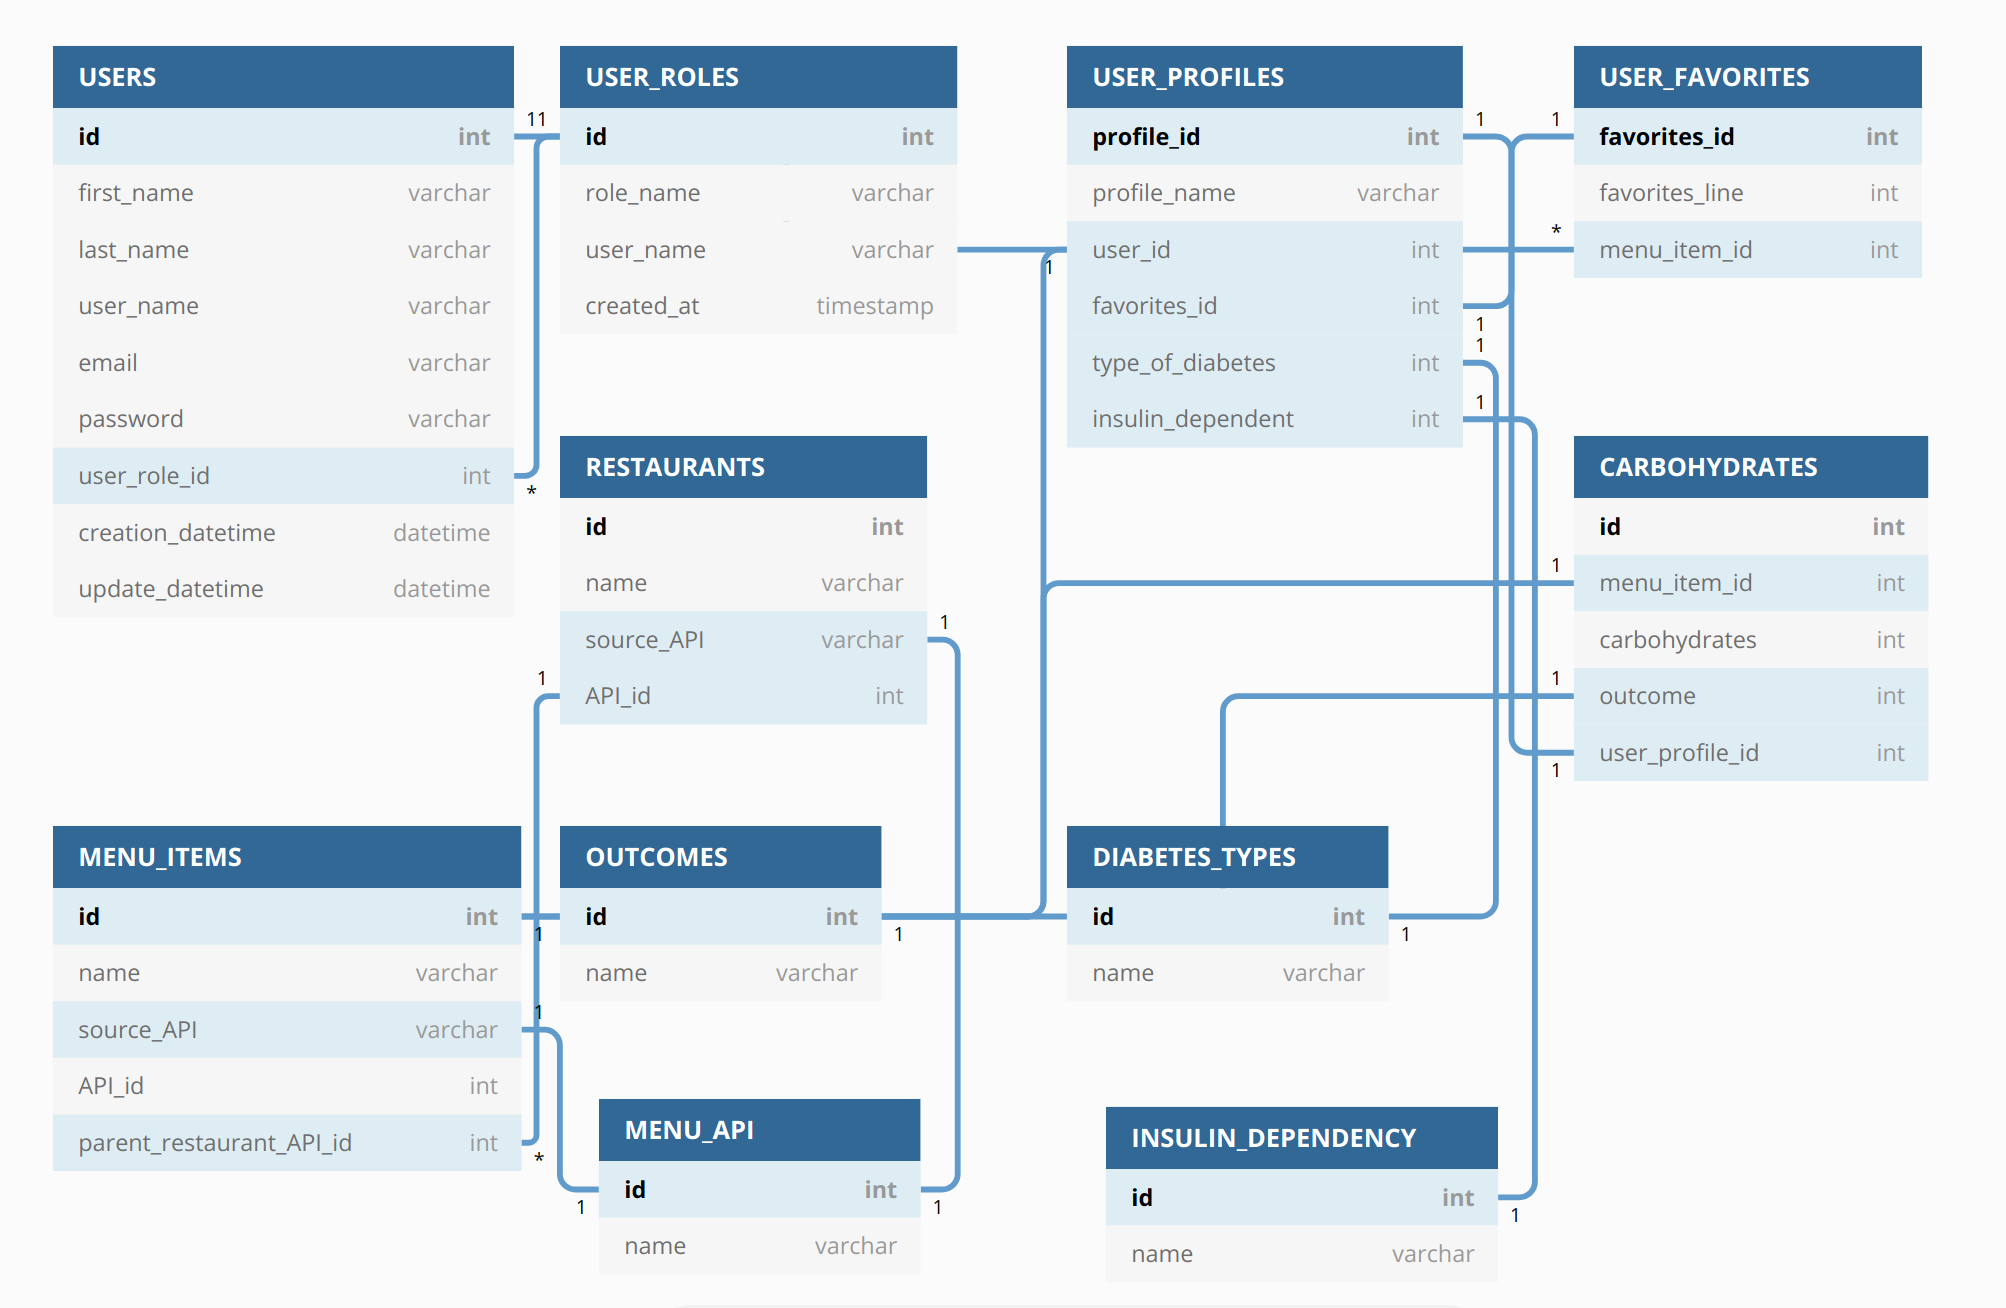 USERS
id int
first_name varchar
last_name varchar
user_name varchar
email varchar
password varchar
user_role_id int
creation_datetime datetime
update_datetime datetime
11
*
USER_ROLES
id int
role_name varchar
user_name varchar
created_at timestamp
USER_PROFILES
profile_id int
profile_name varchar
user_id int
favorites_id int
type_of_diabetes int
insulin_dependent int
1
1
1
1
1
USER_FAVORITES
favorites_id int
favorites_line int
menu_item_id int
1
*
RESTAURANTS
id int
name varchar
source_API varchar
API_id int
1
1
CARBOHYDRATES
id int
menu_item_id int
carbohydrates int
outcome int
user_profile_id int
1
1
1
MENU_ITEMS
id int
name varchar
source_API varchar
API_id int
parent_restaurant_API_id int
1
1
*
OUTCOMES
id int
name varchar
1
DIABETES_TYPES
id int
name varchar
1
MENU_API
id int
name varchar
1
1
INSULIN_DEPENDENCY
id int
name varchar
1